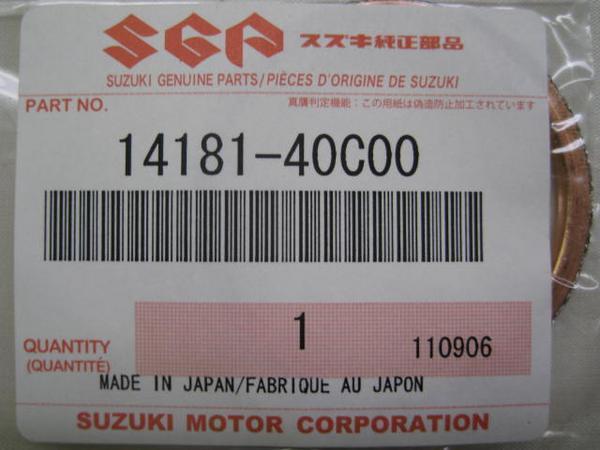 SGP スズキ純正部品
SUZUKI GENUINE PARTS/PIÈCES D'ORIGINE DE SUZUKI
PART NO.
真贋判定機能：この用紙は偽造防止加工されています
14181-40C00
1
QUANTITY
(QUANTITÉ)
110906
MADE IN JAPAN/FABRIQUE AU JAPON
SUZUKI MOTOR CORPORATION